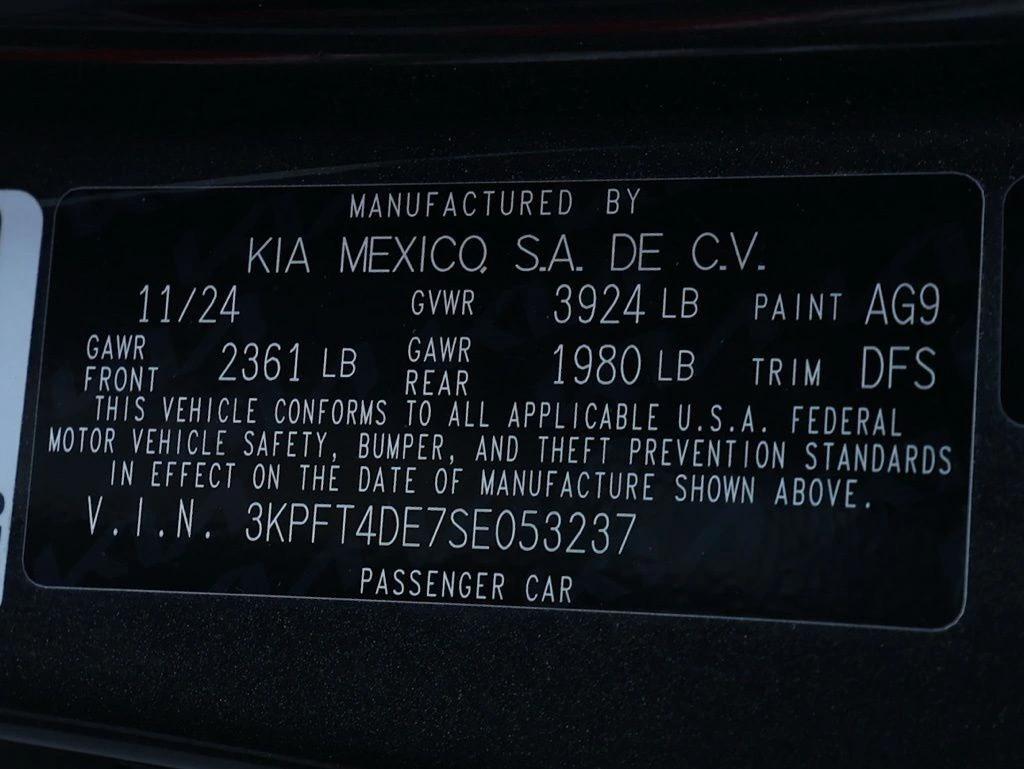 MANUFACTURED BY
KIA MEXICO, S.A. DE C.V.
11/24 GVWR 3924 LB PAINT AG9
GAWR FRONT 2361 LB GAWR REAR 1980 LB TRIM DFS
THIS VEHICLE CONFORMS TO ALL APPLICABLE U.S.A. FEDERAL
MOTOR VEHICLE SAFETY, BUMPER, AND THEFT PREVENTION STANDARDS
IN EFFECT ON THE DATE OF MANUFACTURE SHOWN ABOVE.
V.I.N. 3KPFT4DE7SE053237
PASSENGER CAR